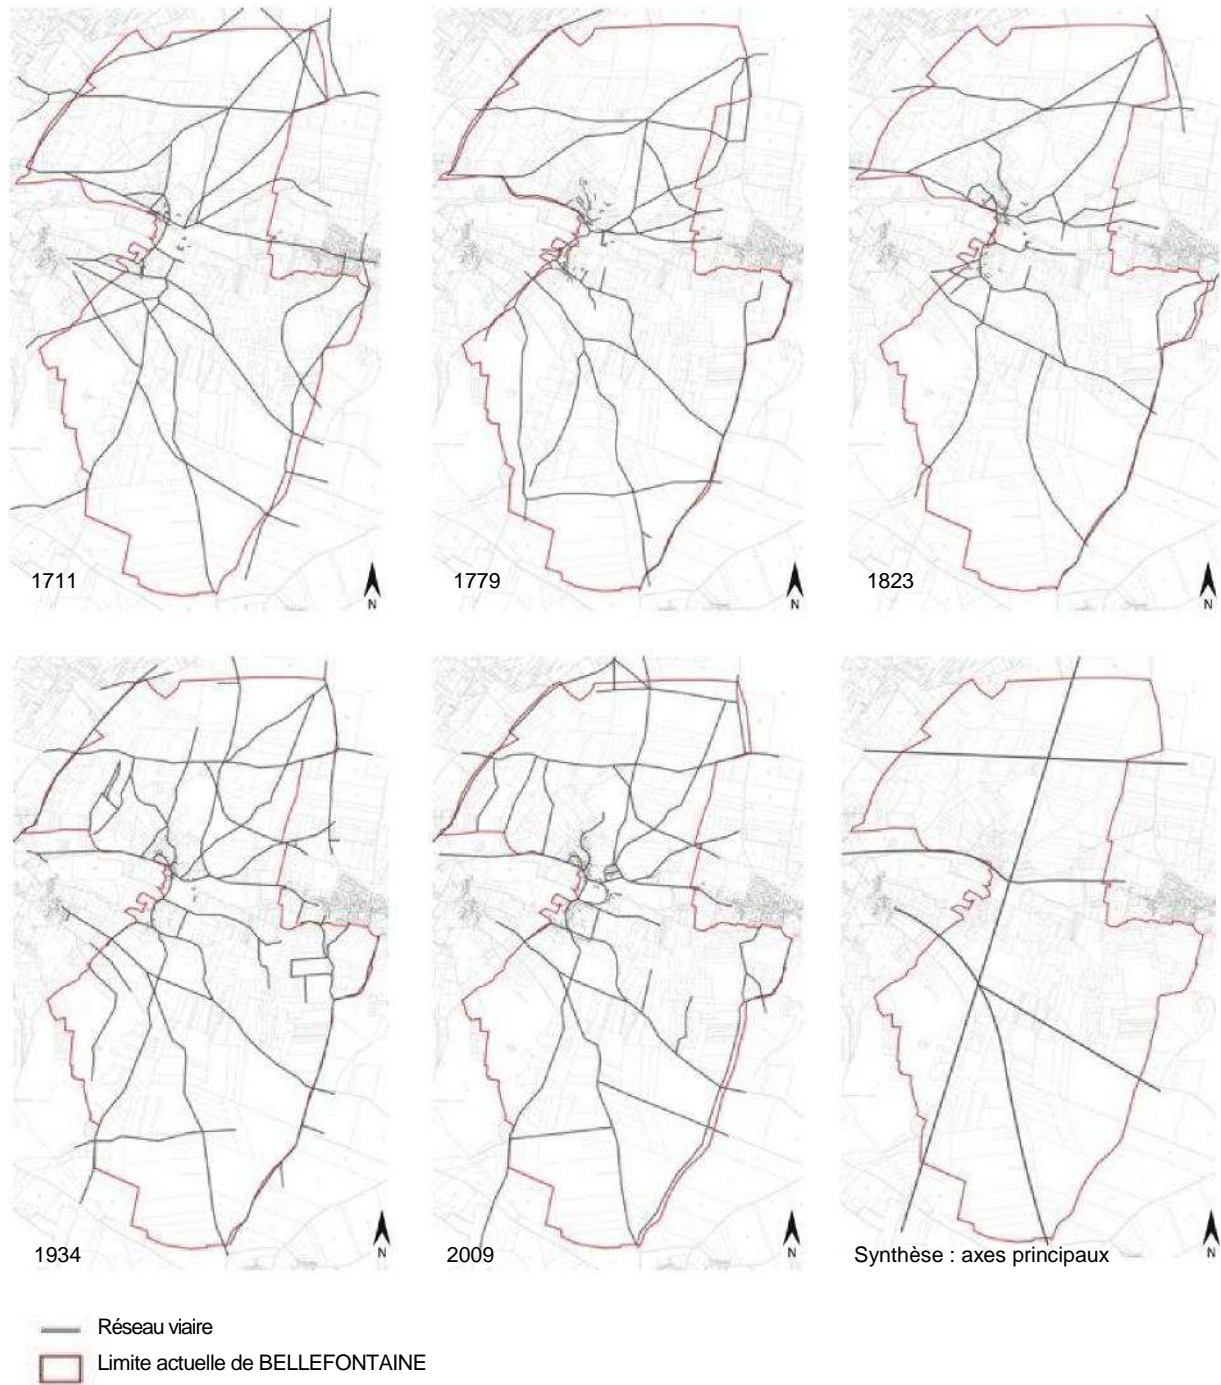 1711
N
1779
N
1823
N
1934
N
2009
N
Synthèse : axes principaux
N
Réseau viaire
Limite actuelle de BELLEFONTAINE